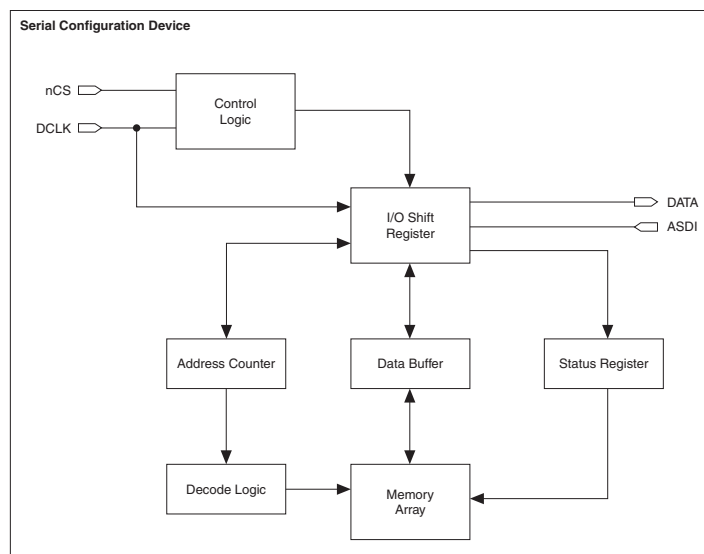 Serial Configuration Device
nCS
DCLK
Control
Logic
I/O Shift
Register
DATA
ASDI
Address Counter
Data Buffer
Status Register
Decode Logic
Memory
Array